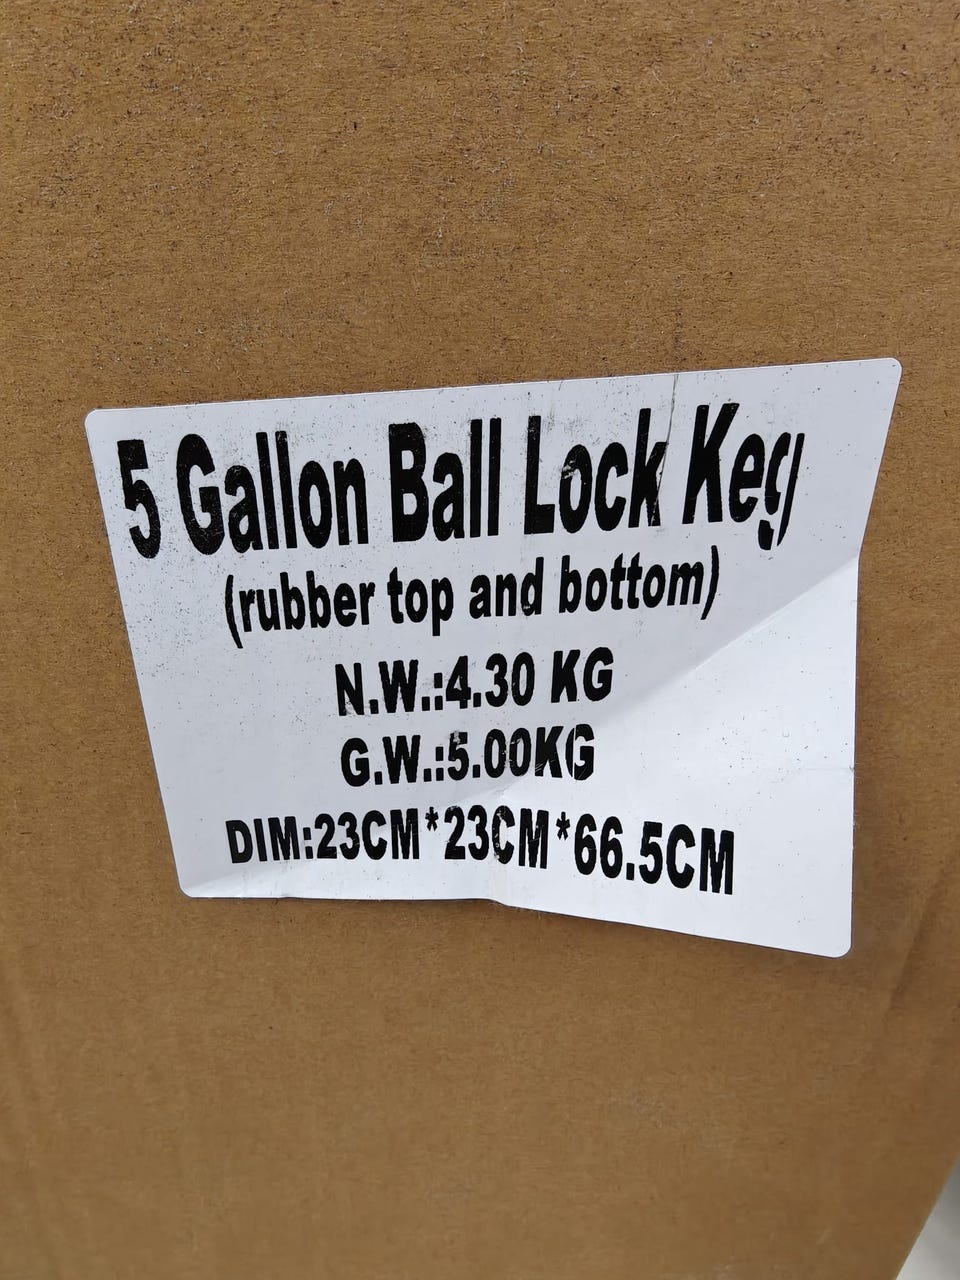 5 Gallon Ball Lock Keg
(rubber top and bottom)
N.W.:4.30 KG
G.W.:5.00KG
DIM:23CM*23CM*66.5CM